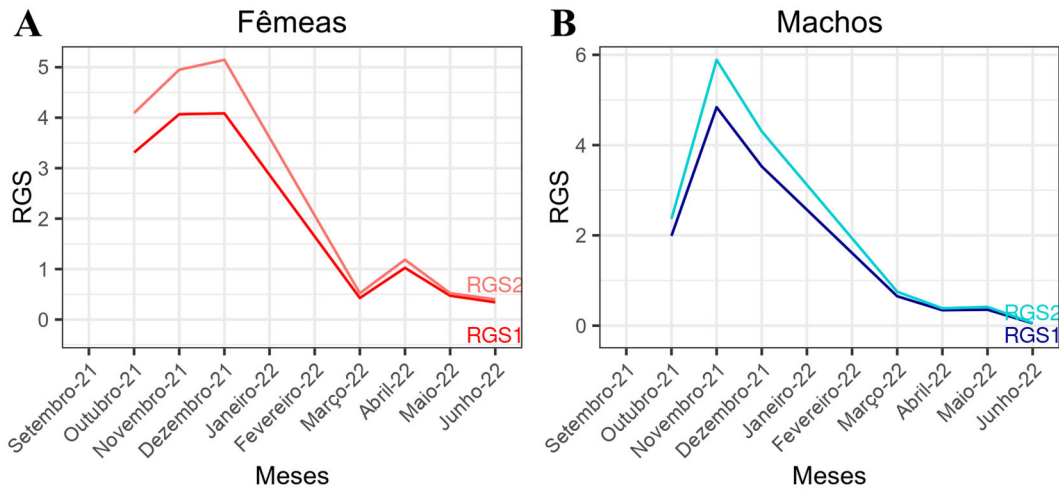 A
Fêmeas
RGS
5
4
3
2
1
0
RGS2
RGS1
Setembro-21
Outubro-21
Novembro-21
Dezembro-21
Janeiro-22
Fevereiro-22
Março-22
Abril-22
Maio-22
Junho-22
Meses
B
Machos
RGS
6
4
2
0
RGS2
RGS1
Setembro-21
Outubro-21
Novembro-21
Dezembro-21
Janeiro-22
Fevereiro-22
Março-22
Abril-22
Maio-22
Junho-22
Meses